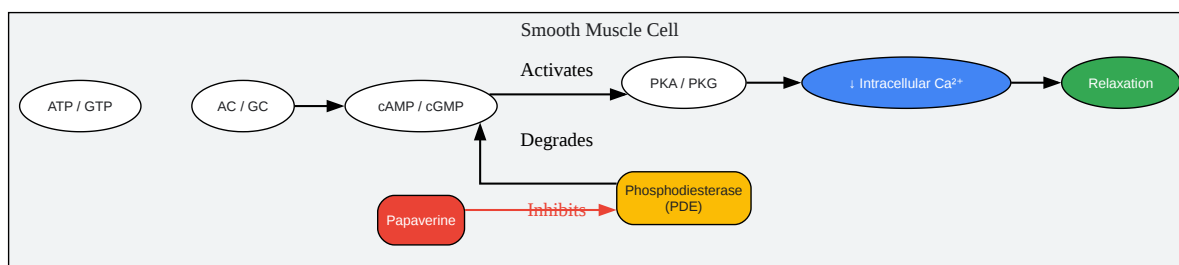 Smooth Muscle Cell
Activates
ATP / GTP
AC / GC
cAMP / cGMP
PKA / PKG
↓ Intracellular Ca²⁺
Relaxation
Degrades
Papaverine
Inhibits
Phosphodiesterase
(PDE)